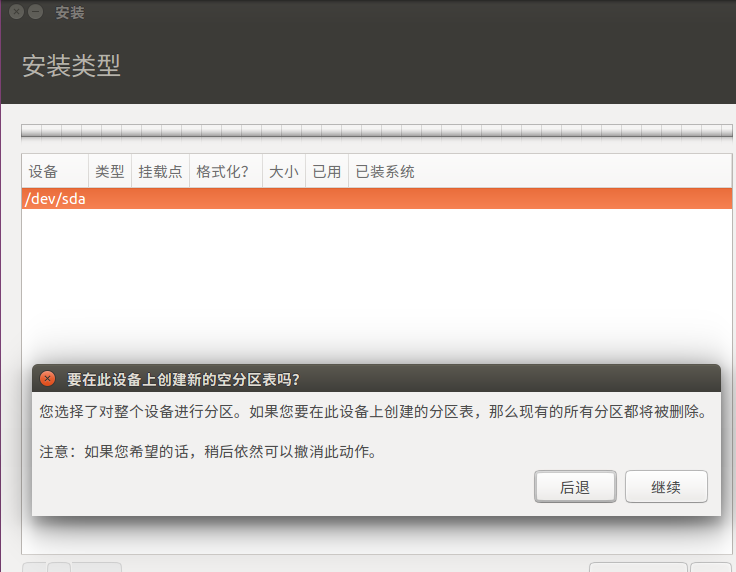 安装
安装类型
设备 类型 挂载点 格式化? 大小 已用 已装系统
/dev/sda
要在此设备上创建新的空分区表吗?
您选择了对整个设备进行分区。如果您要在此设备上创建的分区表，那么现有的所有分区都将被删除。
注意：如果您希望的话，稍后依然可以撤消此动作。
后退 继续